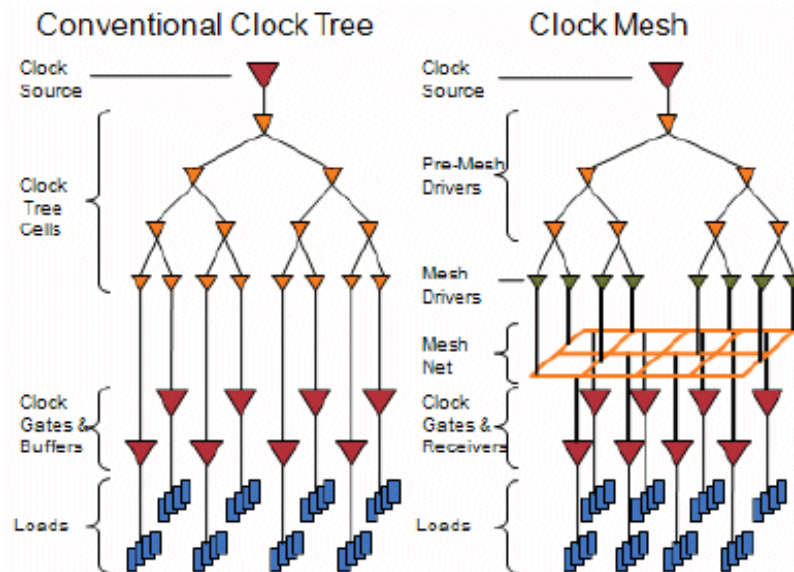 Conventional Clock Tree
Clock
Source
Clock
Tree
Cells
Clock
Gates &
Buffers
Loads
Clock Mesh
Clock
Source
Pre-Mesh
Drivers
Mesh
Drivers
Mesh
Net
Clock
Gates &
Receivers
Loads